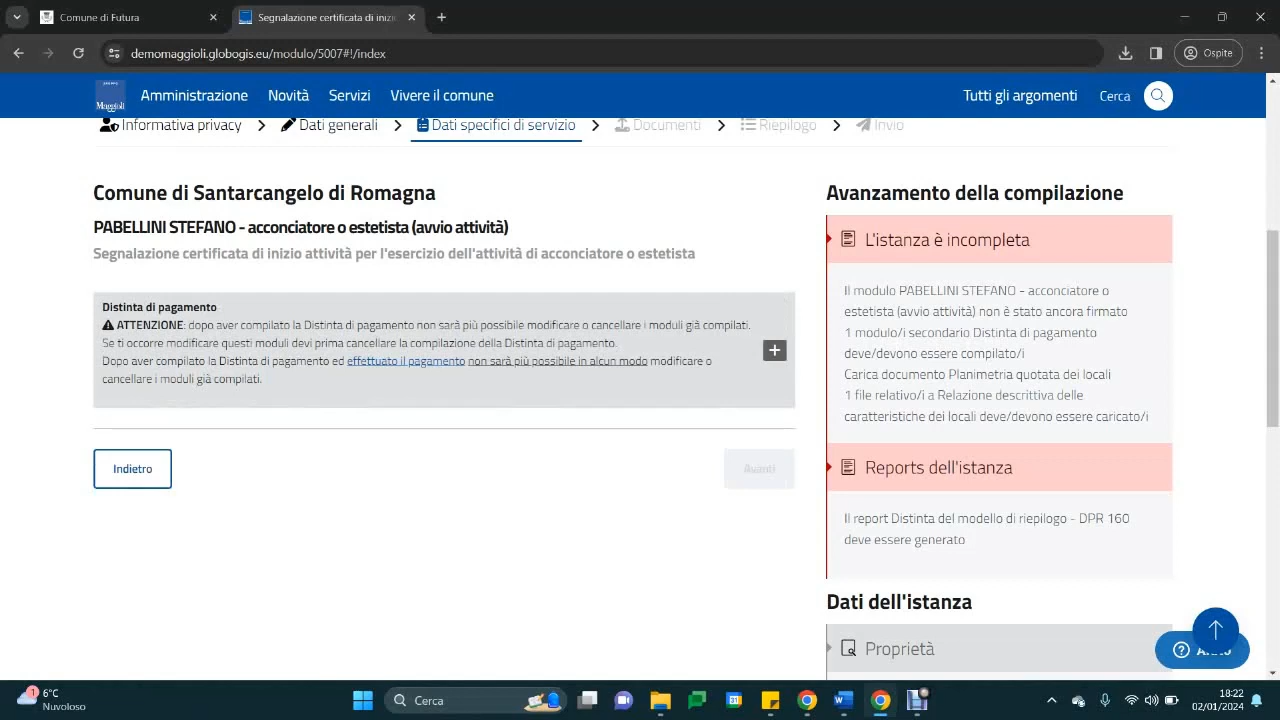 Comune di Futura
Segnalazione certificata di inizi
demomaggioli.globogis.eu/modulo/5007#!/index
Ospite
Maggioli
Amministrazione
Novità
Servizi
Vivere il comune
Tutti gli argomenti
Cerca
Informativa privacy
Dati generali
Dati specifici di servizio
Documenti
Riepilogo
Invio
Comune di Santarcangelo di Romagna
PABELLINI STEFANO - acconciatore o estetista (avvio attività)
Segnalazione certificata di inizio attività per l'esercizio dell'attività di acconciatore o estetista
Distinta di pagamento
ATTENZIONE: dopo aver compilato la Distinta di pagamento non sarà più possibile modificare o cancellare i moduli già compilati.
Se ti occorre modificare questi moduli devi prima cancellare la compilazione della Distinta di pagamento.
Dopo aver compilato la Distinta di pagamento ed effettuato il pagamento non sarà più possibile in alcun modo modificare o
cancellare i moduli già compilati.
Indietro
Avanti
Avanzamento della compilazione
L'istanza è incompleta
Il modulo PABELLINI STEFANO - acconciatore o
estetista (avvio attività) non è stato ancora firmato
1 modulo/i secondario Distinta di pagamento
deve/devono essere compilato/i
Carica documento Planimetria quotata dei locali
1 file relativo/i a Relazione descrittiva delle
caratteristiche dei locali deve/devono essere caricato/i
Reports dell'istanza
Il report Distinta del modello di riepilogo - DPR 160
deve essere generato
Dati dell'istanza
Proprietà
1
6°C
Nuvoloso
Cerca
18:22
02/01/2024